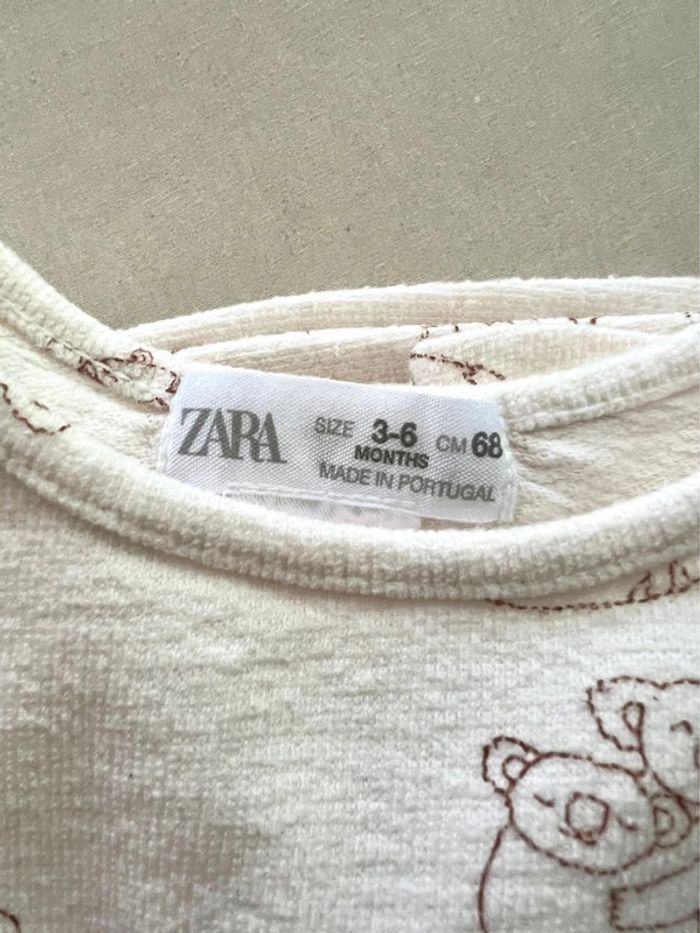 ZARA
SIZE 3-6 MONTHS CM 68
MADE IN PORTUGAL